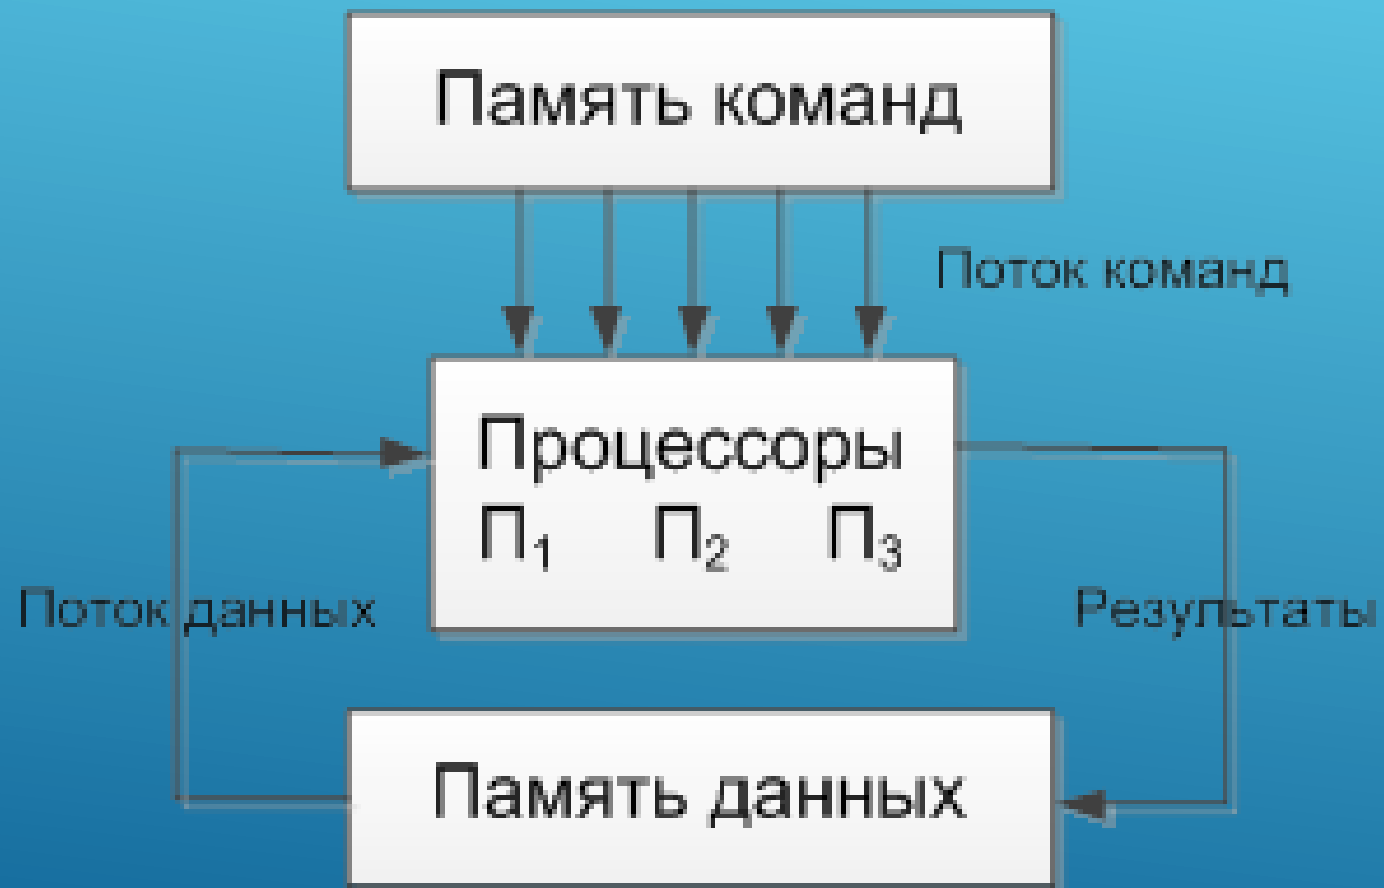 Память команд
Поток команд
Процессоры
П₁ П₂ П₃
Поток данных
Результаты
Память данных